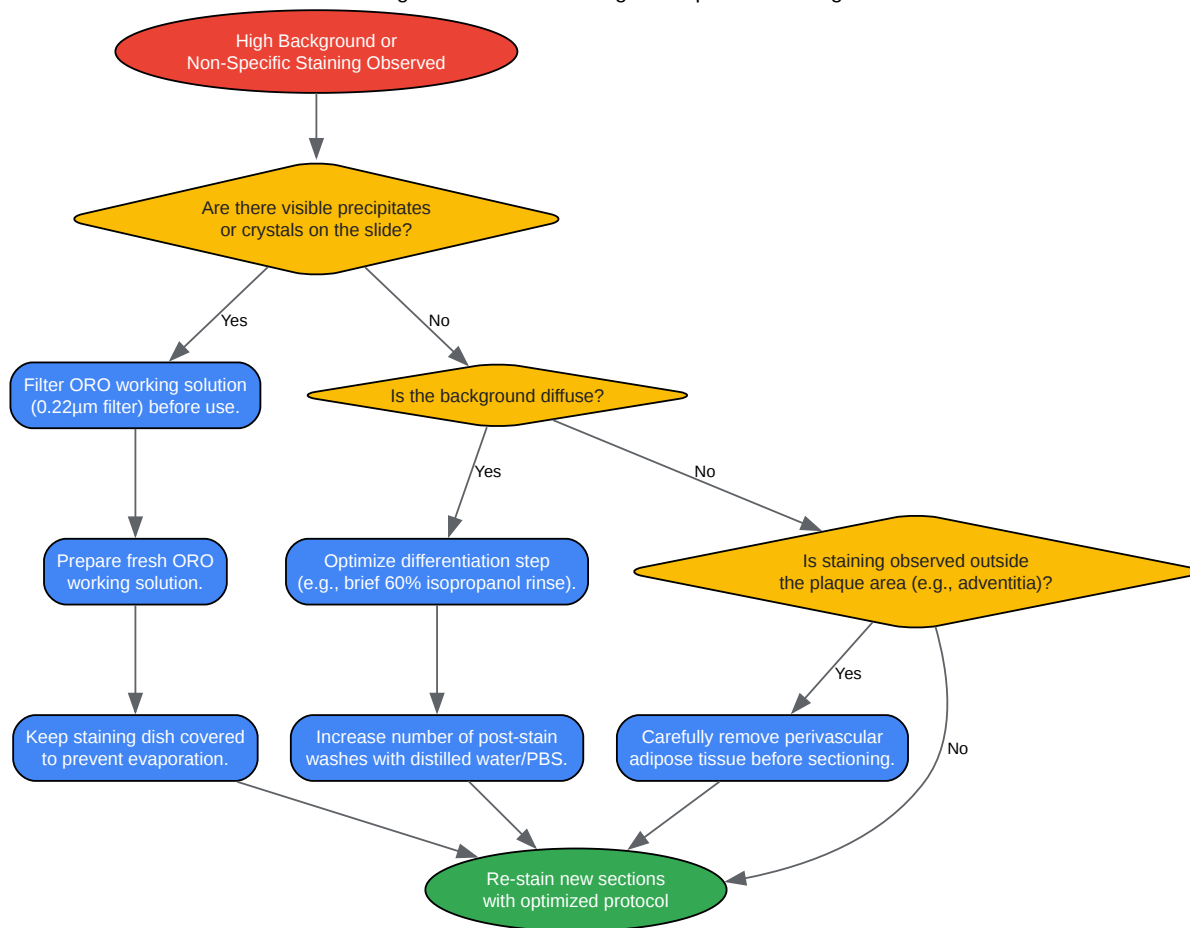 High Background or
Non-Specific Staining Observed
Are there visible precipitates
or crystals on the slide?
Yes
No
Filter ORO working solution
(0.22µm filter) before use.
Is the background diffuse?
Yes
No
Prepare fresh ORO
working solution.
Optimize differentiation step
(e.g., brief 60% isopropanol rinse).
Is staining observed outside
the plaque area (e.g., adventitia)?
Yes
No
Keep staining dish covered
to prevent evaporation.
Increase number of post-stain
washes with distilled water/PBS.
Carefully remove perivascular
adipose tissue before sectioning.
Re-stain new sections
with optimized protocol